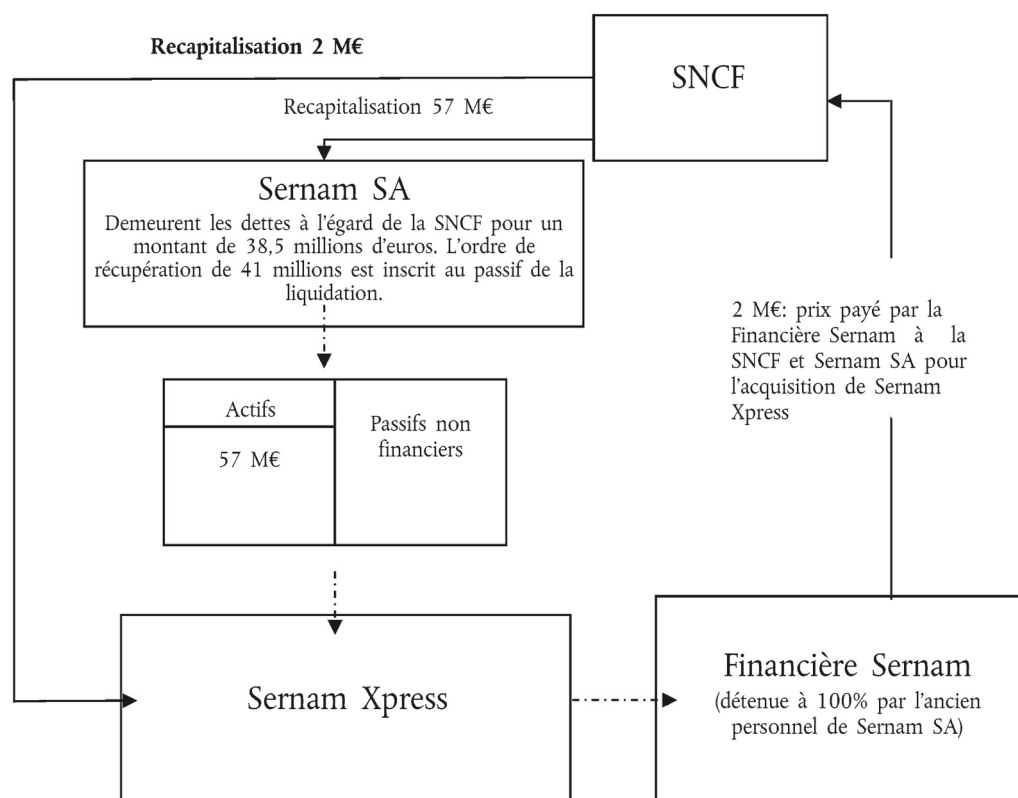 Recapitalisation 2 M€
SNCF
Recapitalisation 57 M€
Sernam SA
Demeurent les dettes à l'égard de la SNCF pour un
montant de 38,5 millions d'euros. L'ordre de
récupération de 41 millions est inscrit au passif de la
liquidation.
2 M€: prix payé par la
Financière Sernam à la
SNCF et Sernam SA pour
l'acquisition de Sernam
Xpress
Actifs
57 M€
Passifs non
financiers
Sernam Xpress
Financière Sernam
(détenue à 100% par l'ancien
personnel de Sernam SA)